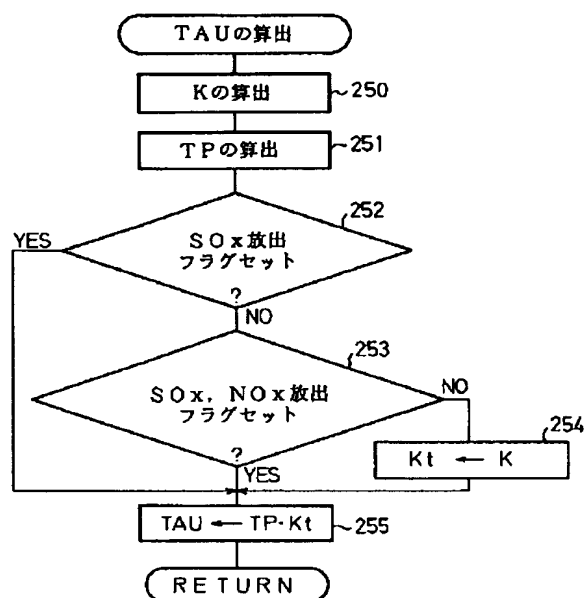 TAUの算出
Kの算出
250
TPの算出
251
252
YES
SOx放出
フラグセット
?
NO
253
SOx, NOx放出
フラグセット
?
NO
254
YES
Kt ← K
TAU ← TP·Kt
255
RETURN